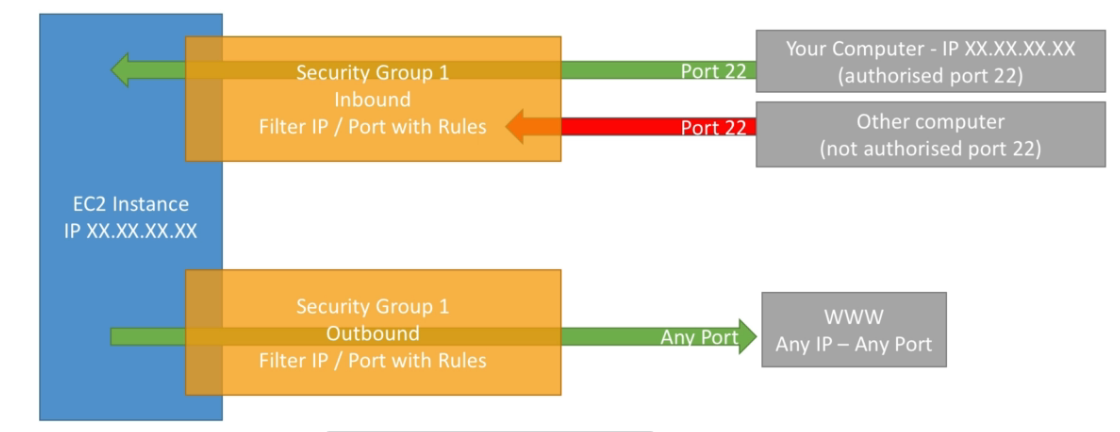 Security Group 1
Inbound
Filter IP / Port with Rules
Port 22
Your Computer - IP XX.XX.XX.XX
(authorised port 22)
Port 22
Other computer
(not authorised port 22)
EC2 Instance
IP XX.XX.XX.XX
Security Group 1
Outbound
Filter IP / Port with Rules
Any Port
WWW
Any IP – Any Port